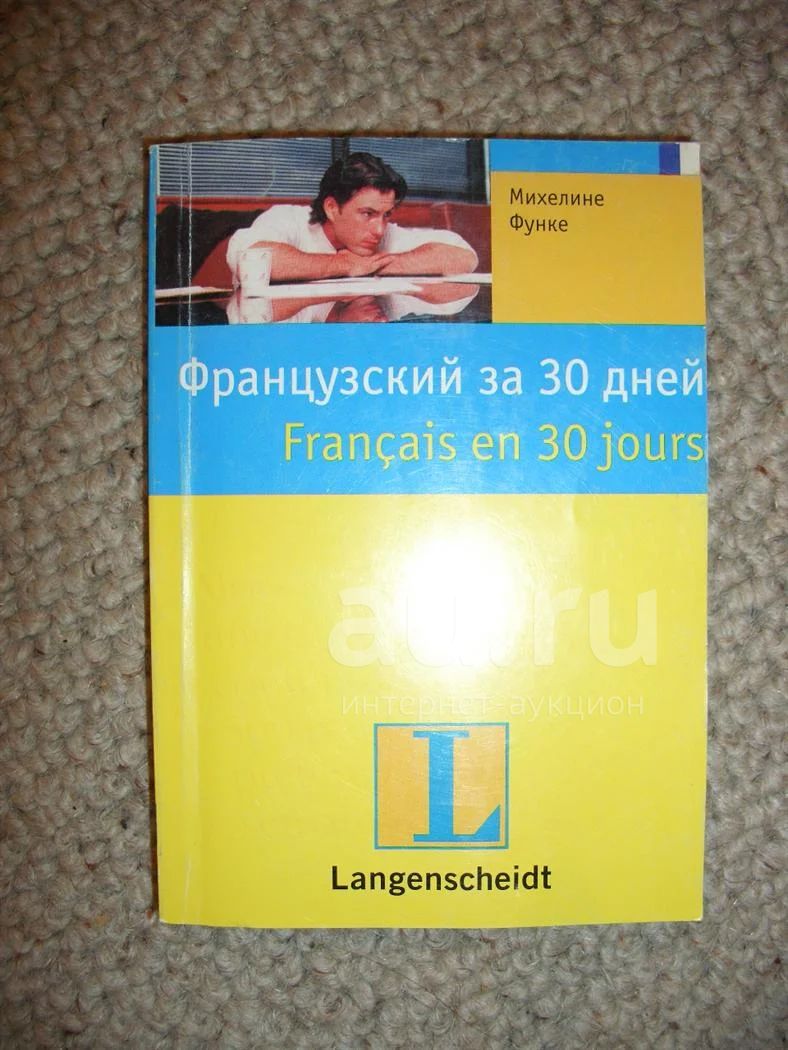 Михелине
Функе
Французский за 30 дней
Français en 30 jours
au.ru
интернет-аукцион
L
Langenscheidt